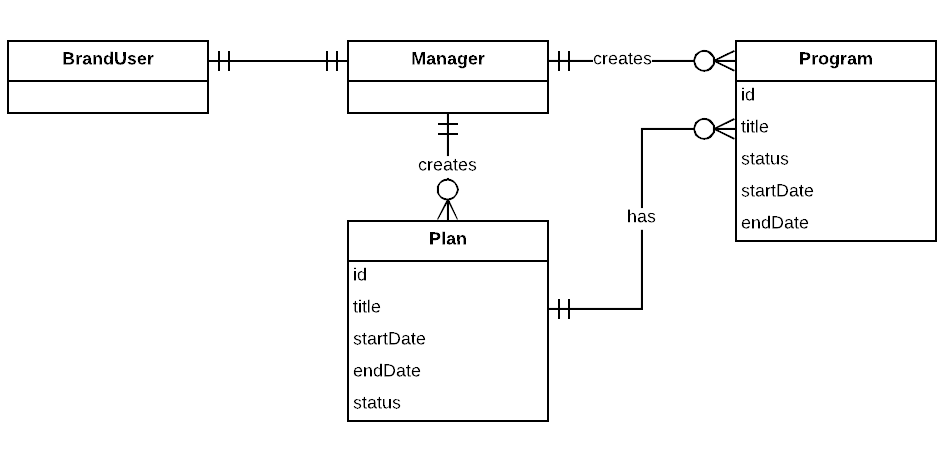 BrandUser
Manager
creates
Program
id
title
status
startDate
endDate
creates
has
Plan
id
title
startDate
endDate
status